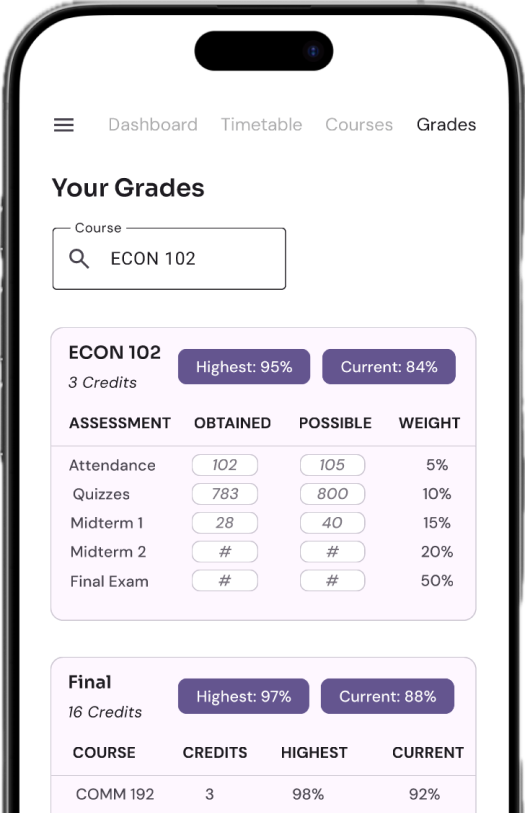 Dashboard Timetable Courses Grades
Your Grades
Course
ECON 102
ECON 102
3 Credits
Highest: 95% Current: 84%
ASSESSMENT OBTAINED POSSIBLE WEIGHT
Attendance 102 105 5%
Quizzes 783 800 10%
Midterm 1 28 40 15%
Midterm 2 # # 20%
Final Exam # # 50%
Final
16 Credits
Highest: 97% Current: 88%
COURSE CREDITS HIGHEST CURRENT
COMM 192 3 98% 92%